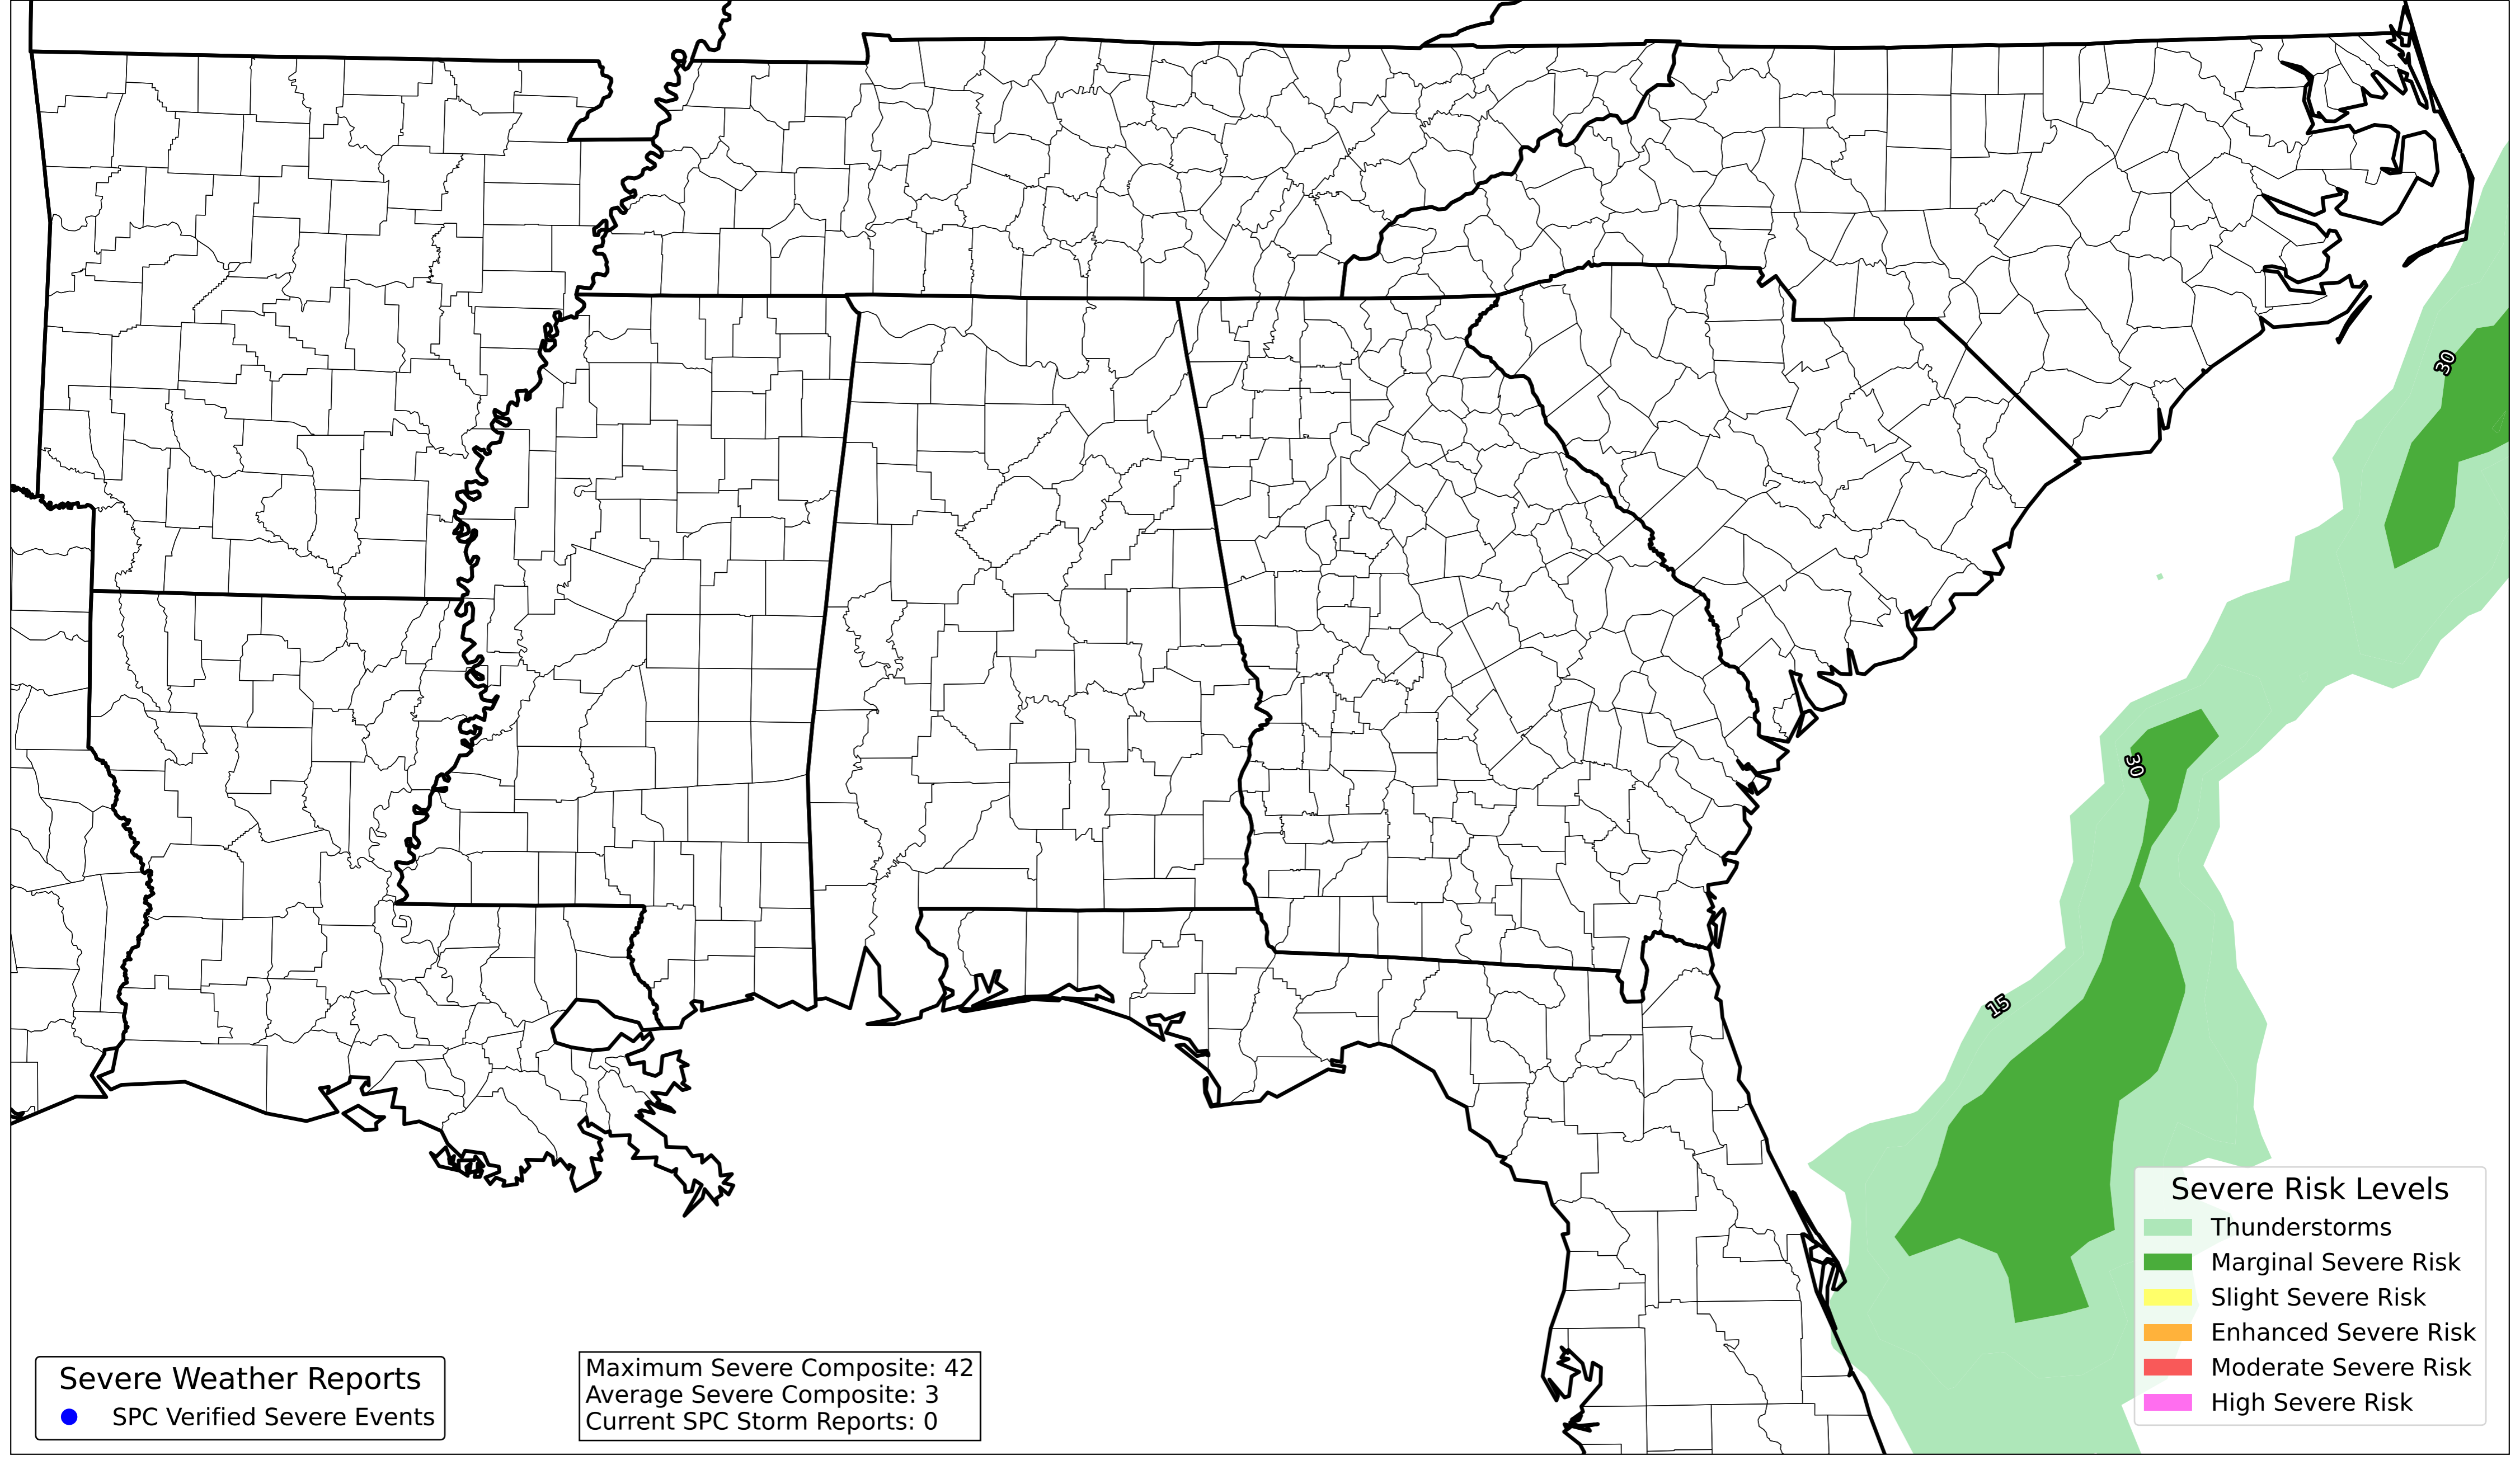 30
30
15
Severe Risk Levels
Thunderstorms
Marginal Severe Risk
Slight Severe Risk
Enhanced Severe Risk
Moderate Severe Risk
High Severe Risk
Severe Weather Reports
SPC Verified Severe Events
Maximum Severe Composite: 42
Average Severe Composite: 3
Current SPC Storm Reports: 0